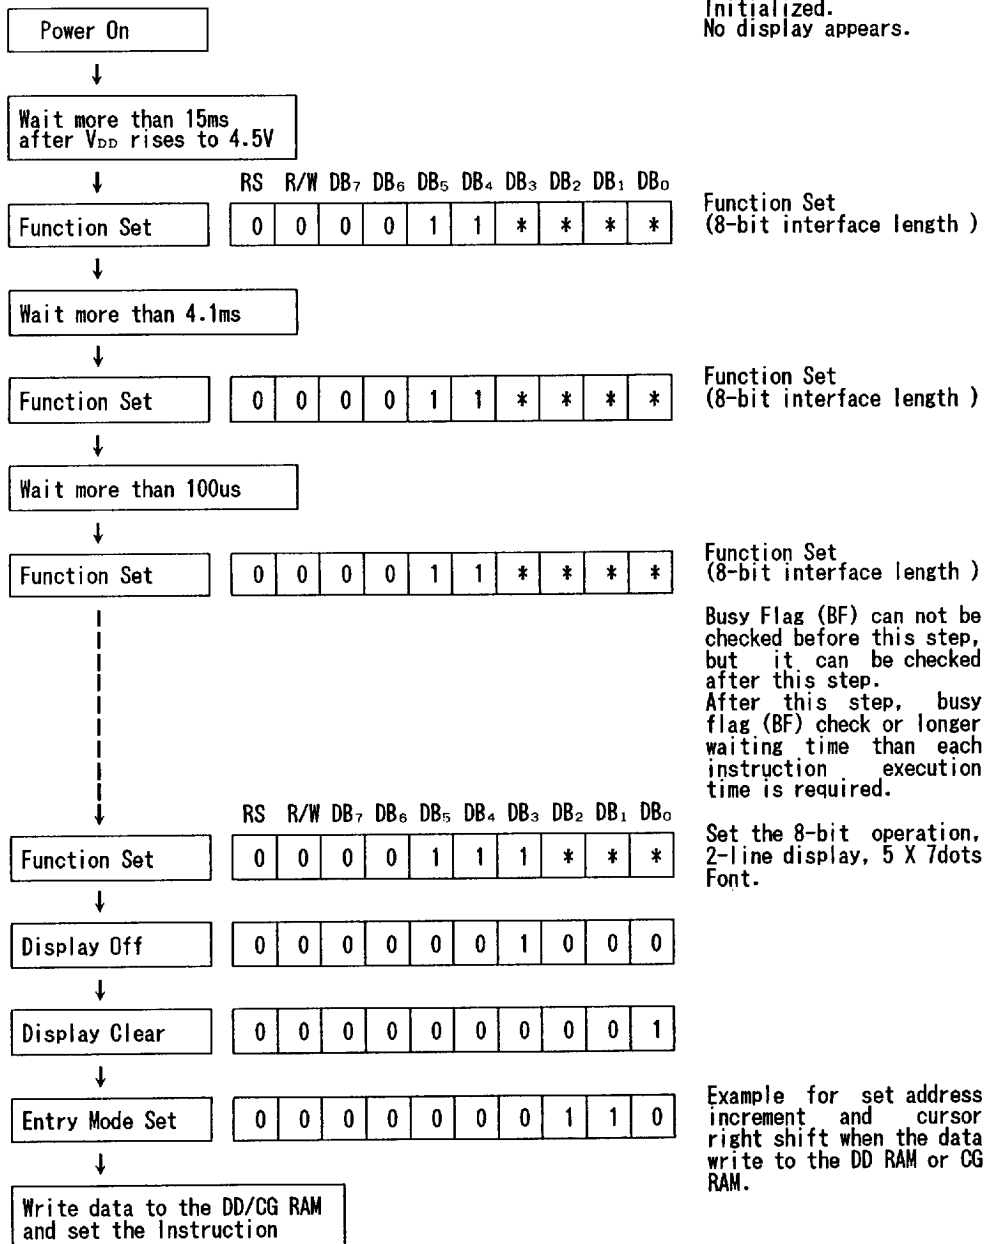 Initialized.
Power On
No display appears.
↓
Wait more than 15ms
after VDD rises to 4.5V
↓
RS R/W DB7 DB6 DB5 DB4 DB3 DB2 DB1 DB0
Function Set 0 0 0 0 1 1 * * * *
Function Set
(8-bit interface length )
↓
Wait more than 4.1ms
↓
Function Set 0 0 0 0 1 1 * * * *
Function Set
(8-bit interface length )
↓
Wait more than 100us
↓
Function Set 0 0 0 0 1 1 * * * *
Function Set
(8-bit interface length )
Busy Flag (BF) can not be
checked before this step,
but it can be checked
after this step.
After this step, busy
flag (BF) check or longer
waiting time than each
instruction execution
time is required.
RS R/W DB7 DB6 DB5 DB4 DB3 DB2 DB1 DB0
Function Set 0 0 0 0 1 1 1 * * *
Set the 8-bit operation,
2-line display, 5 X 7dots
Font.
↓
Display Off 0 0 0 0 0 0 1 0 0 0
↓
Display Clear 0 0 0 0 0 0 0 0 0 1
↓
Entry Mode Set 0 0 0 0 0 0 0 1 1 0
Example for set address
increment and cursor
right shift when the data
write to the DD RAM or CG
RAM.
↓
Write data to the DD/CG RAM
and set the Instruction